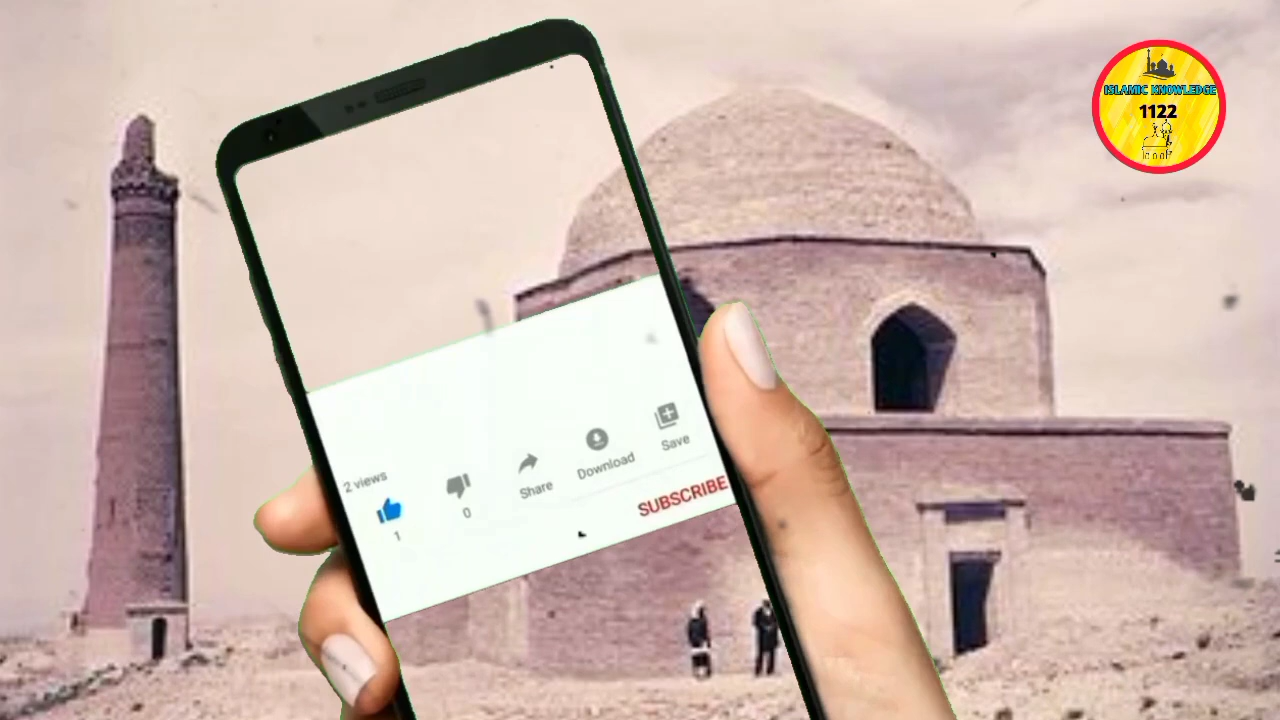 ISLAMIC KNOWLEDGE
1122
2 views
1
0
Share
Download
Save
SUBSCRIBE